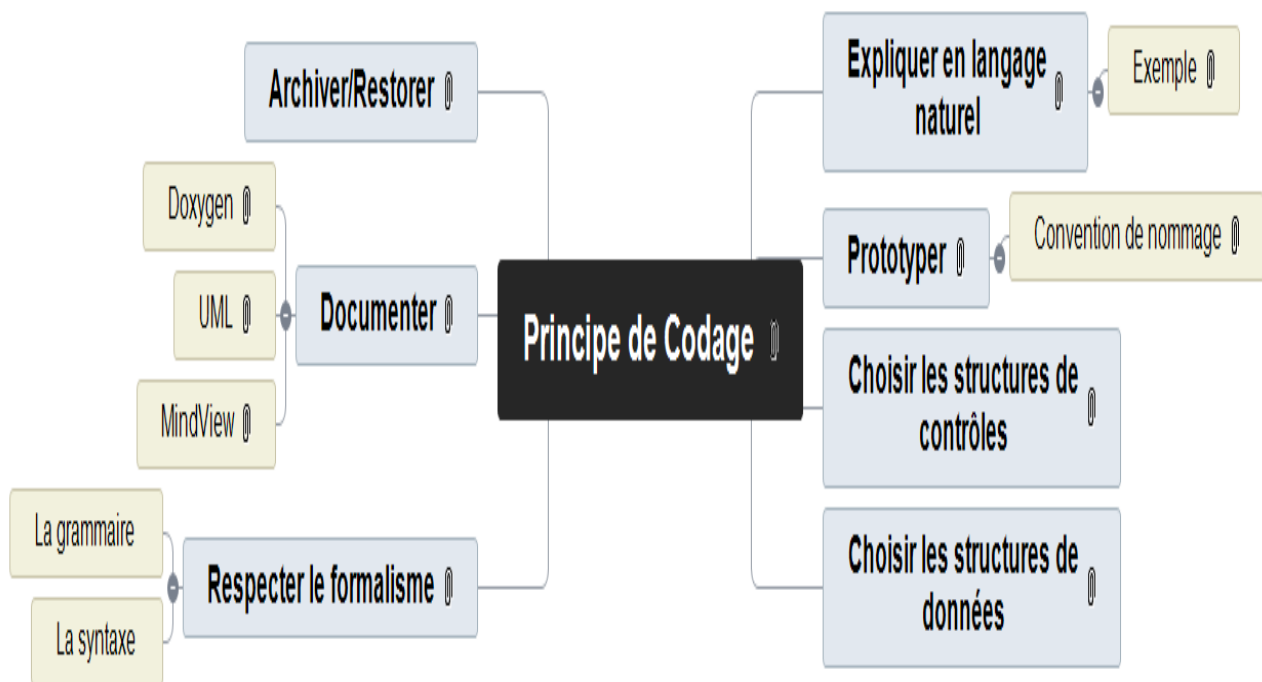 Archiver/Restorer
Doxygen
UML
MindView
Documenter
La grammaire
La syntaxe
Respecter le formalisme
Principe de Codage
Expliquer en langage
naturel
Exemple
Prototyper
Convention de nommage
Choisir les structures de
contrôles
Choisir les structures de
données